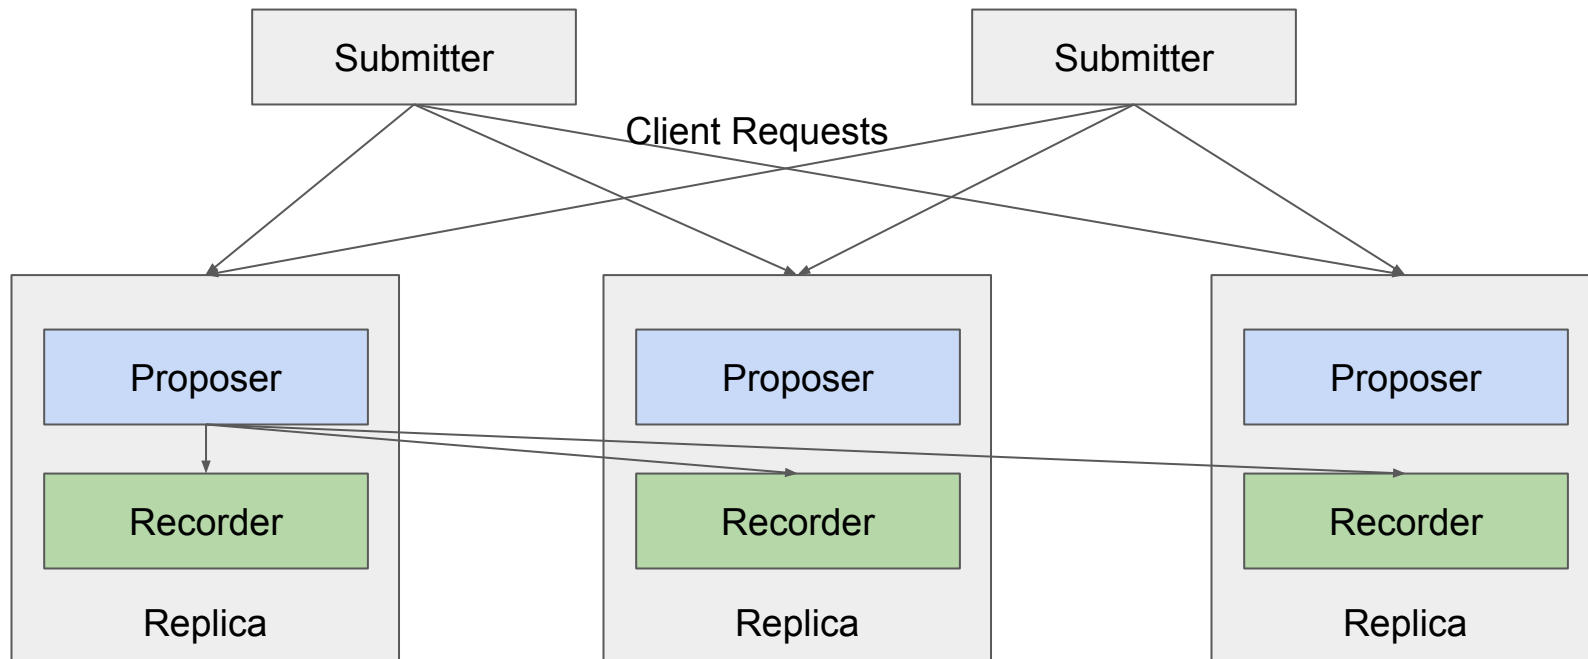 Submitter
Submitter
Client Requests
Proposer
Proposer
Proposer
Recorder
Recorder
Recorder
Replica
Replica
Replica